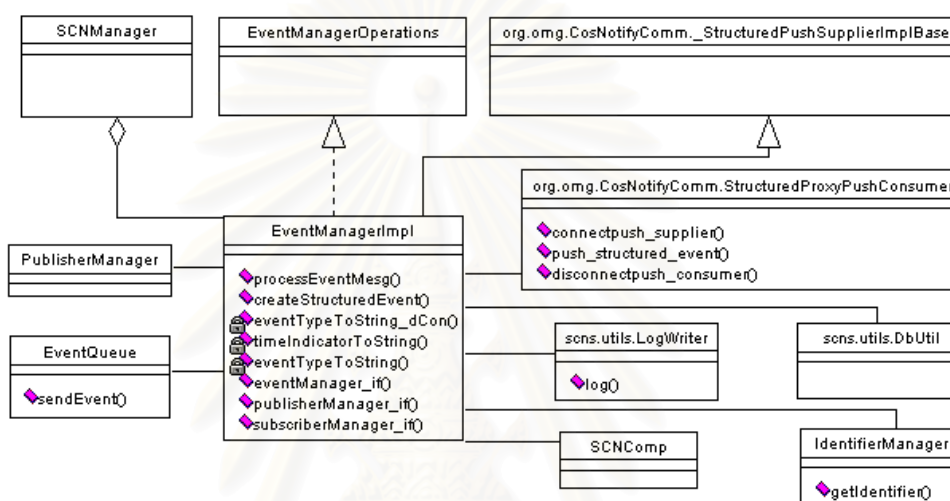 SCNManager
EventManagerOperations
org.omg.CosNotifyComm._StructuredPushSupplierImplBase
org.omg.CosNotifyComm.StructuredProxyPushConsumer
connectpush_supplier()
push_structured_event()
disconnectpush_consumer()
EventManagerImpl
processEventMesg()
createStructuredEvent()
eventTypeToString_dCon()
timeIndicatorToString()
eventTypeToString()
eventManager_if()
publisherManager_if()
subscriberManager_if()
PublisherManager
EventQueue
sendEvent()
scns.utils.LogWriter
log()
scns.utils.DbUtil
SCNComp
IdentifierManager
getIdentifier()